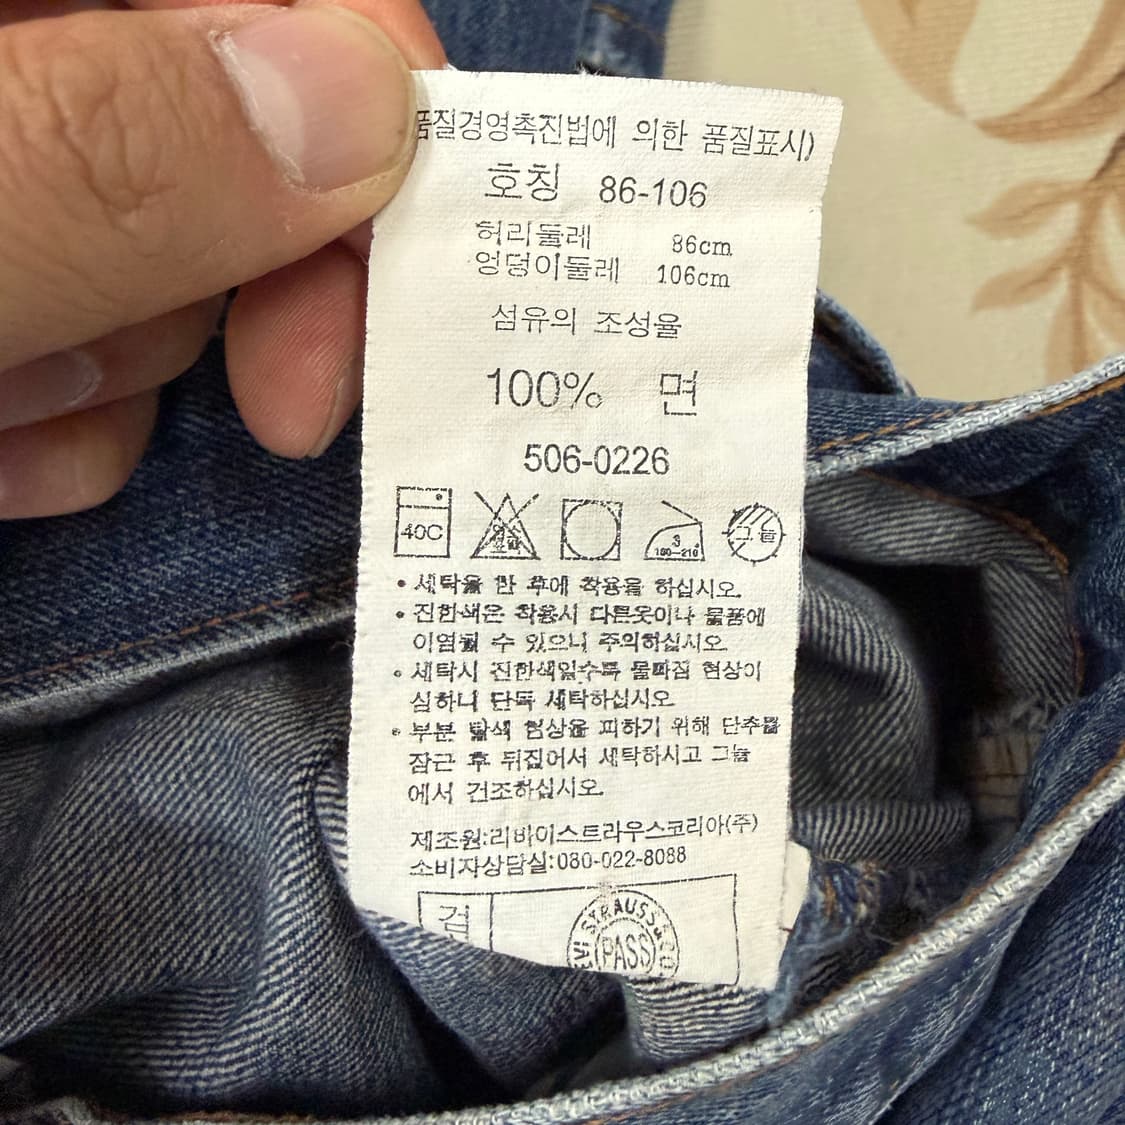 품질경영촉진법에 의한 품질표시)
호칭 86-106
허리둘레 86cm
엉덩이둘레 106cm
섬유의 조성율
100% 면
506-0226
40C
3
180-210
그늘
• 세탁을 한 후에 착용을 하십시오.
• 진한색은 착용시 다른옷이나 물품에
이염될 수 있으니 주의하십시오.
• 세탁시 진한색일수록 물빠짐 현상이
심하니 단독 세탁하십시오
• 부분 탈색 현상을 피하기 위해 단추를
잠근 후 뒤집어서 세탁하시고 그늘
에서 건조하십시오.
제조원:리바이스트라우스코리아(주)
소비자상담실:080-022-8088
검
STRAUSS & CO
PASS